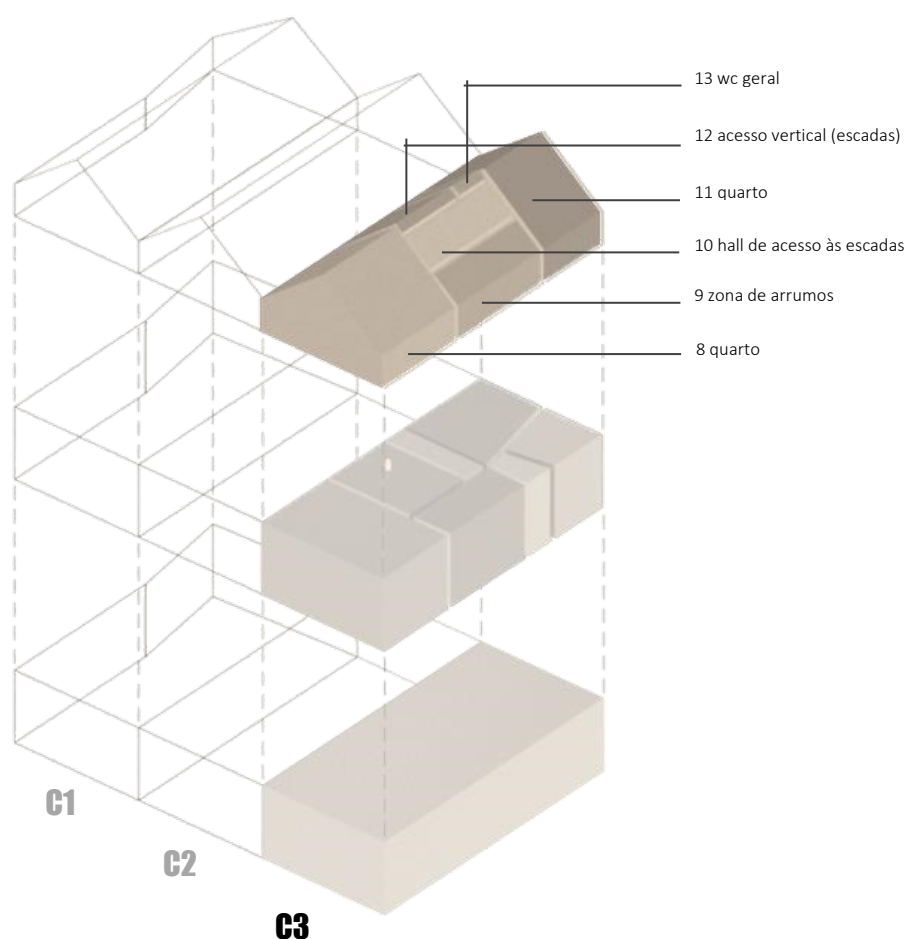 13 wc geral
12 acesso vertical (escadas)
11 quarto
10 hall de acesso às escadas
9 zona de arrumos
8 quarto
C1
C2
C3